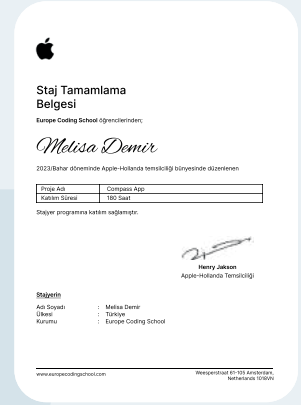 Staj Tamamlama
Belgesi
Europe Coding School öğrencilerinden;
Melisa Demir
2023/Bahar döneminde Apple-Hollanda temsilciliği bünyesinde düzenlenen
Proje Adı Compass App
Katılım Süresi 180 Saat
Stajyer programına katılım sağlamıştır.
Henry Jakson
Apple-Hollanda Temsilciliği
Stajyerin
Adı Soyadı : Melisa Demir
Ülkesi : Türkiye
Kurumu : Europe Coding School
www.europecodingschool.com
Weesperstraat 61-105 Amsterdam,
Netherlands 1018VN